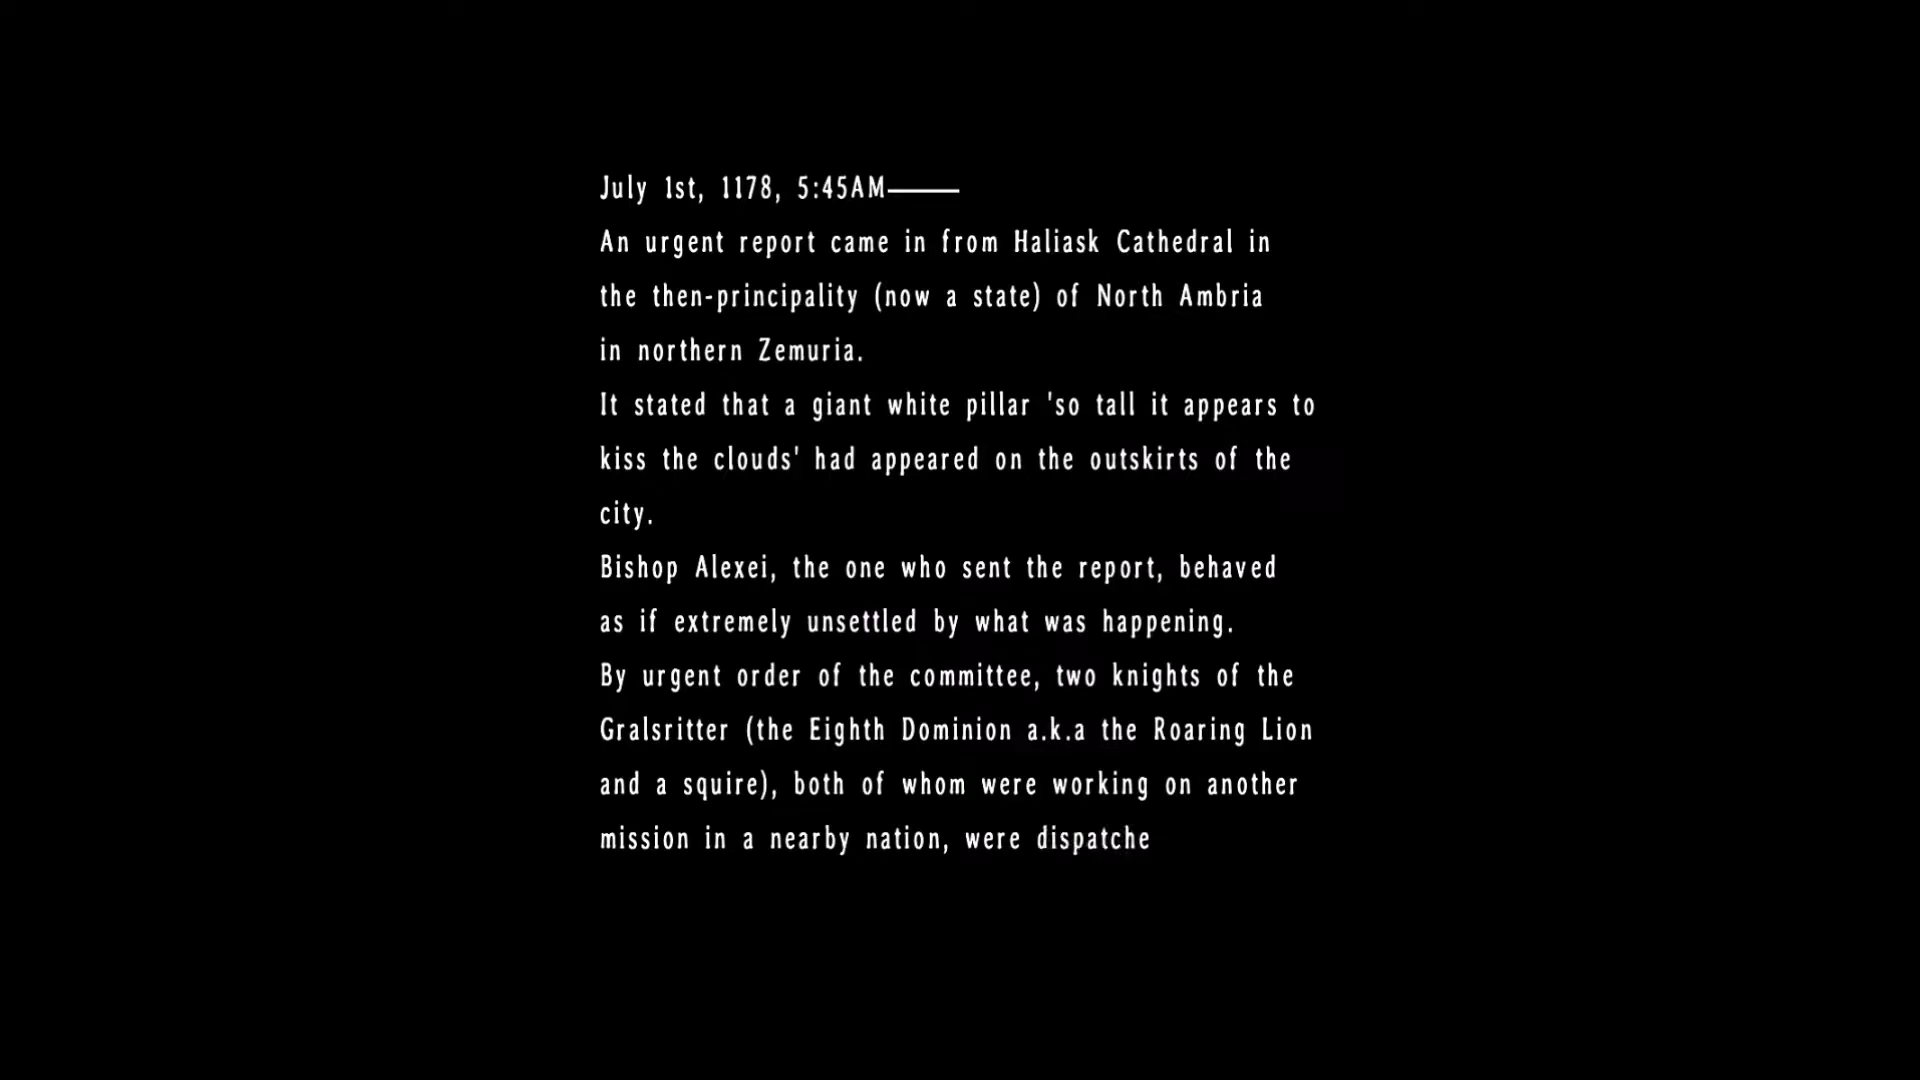 July 1st, 1178, 5:45AM———
An urgent report came in from Haliask Cathedral in
the then-principality (now a state) of North Ambria
in northern Zemuria.
It stated that a giant white pillar 'so tall it appears to
kiss the clouds' had appeared on the outskirts of the
city.
Bishop Alexei, the one who sent the report, behaved
as if extremely unsettled by what was happening.
By urgent order of the committee, two knights of the
Gralsritter (the Eighth Dominion a.k.a the Roaring Lion
and a squire), both of whom were working on another
mission in a nearby nation, were dispatche